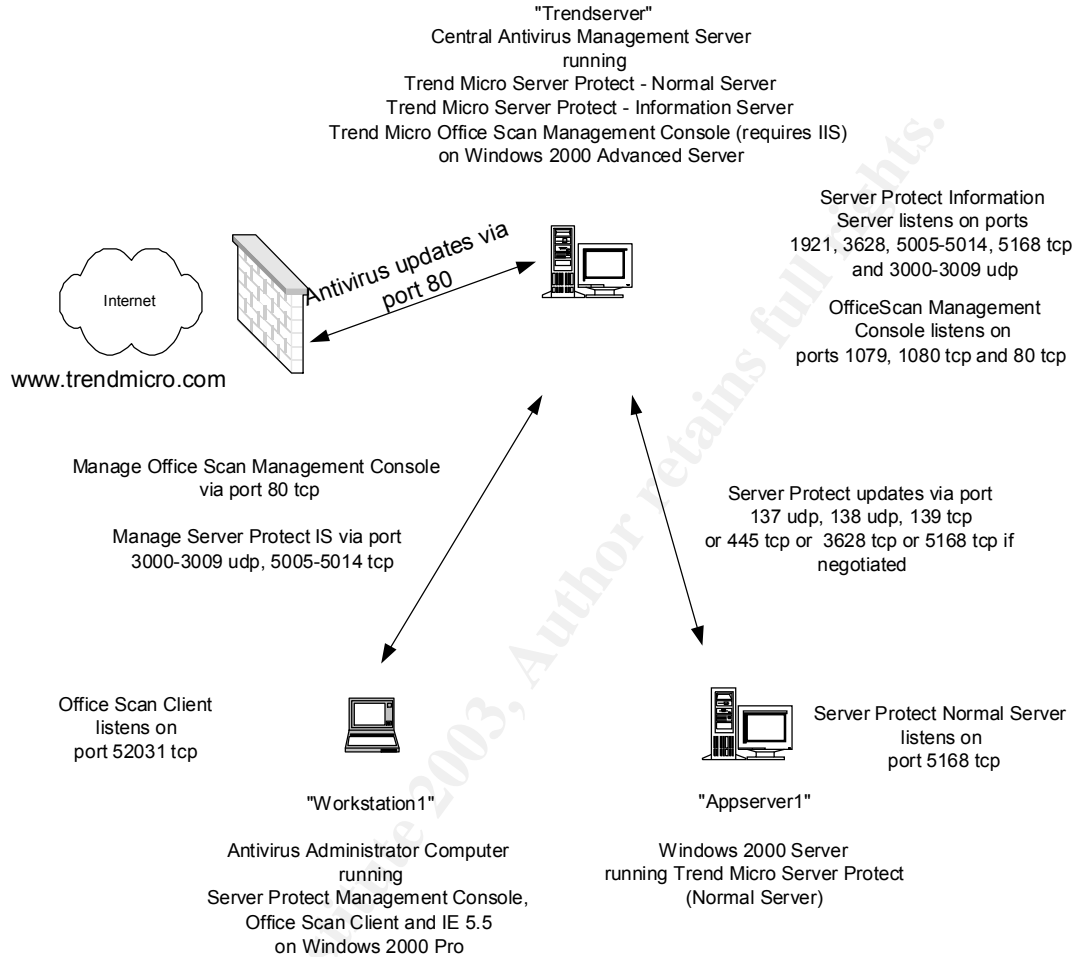 "Trendserver"
Central Antivirus Management Server
running
Trend Micro Server Protect - Normal Server
Trend Micro Server Protect - Information Server
Trend Micro Office Scan Management Console (requires IIS)
on Windows 2000 Advanced Server
Server Protect Information
Server listens on ports
1921, 3628, 5005-5014, 5168 tcp
and 3000-3009 udp
OfficeScan Management
Console listens on
ports 1079, 1080 tcp and 80 tcp
Antivirus updates via
port 80
Internet
www.trendmicro.com
Manage Office Scan Management Console
via port 80 tcp
Manage Server Protect IS via port
3000-3009 udp, 5005-5014 tcp
Server Protect updates via port
137 udp, 138 udp, 139 tcp
or 445 tcp or 3628 tcp or 5168 tcp if
negotiated
Office Scan Client
listens on
port 52031 tcp
Server Protect Normal Server
listens on
port 5168 tcp
"Workstation1"
Antivirus Administrator Computer
running
Server Protect Management Console,
Office Scan Client and IE 5.5
on Windows 2000 Pro
"Appserver1"
Windows 2000 Server
running Trend Micro Server Protect
(Normal Server)
2003, Author retains full rights.